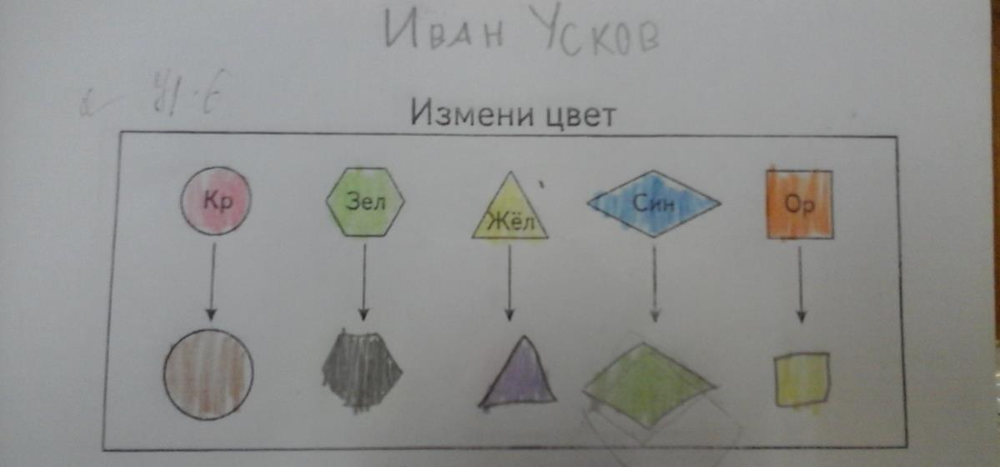 Иван Усков
Измени цвет
Кр Зел Жёл Син Ор